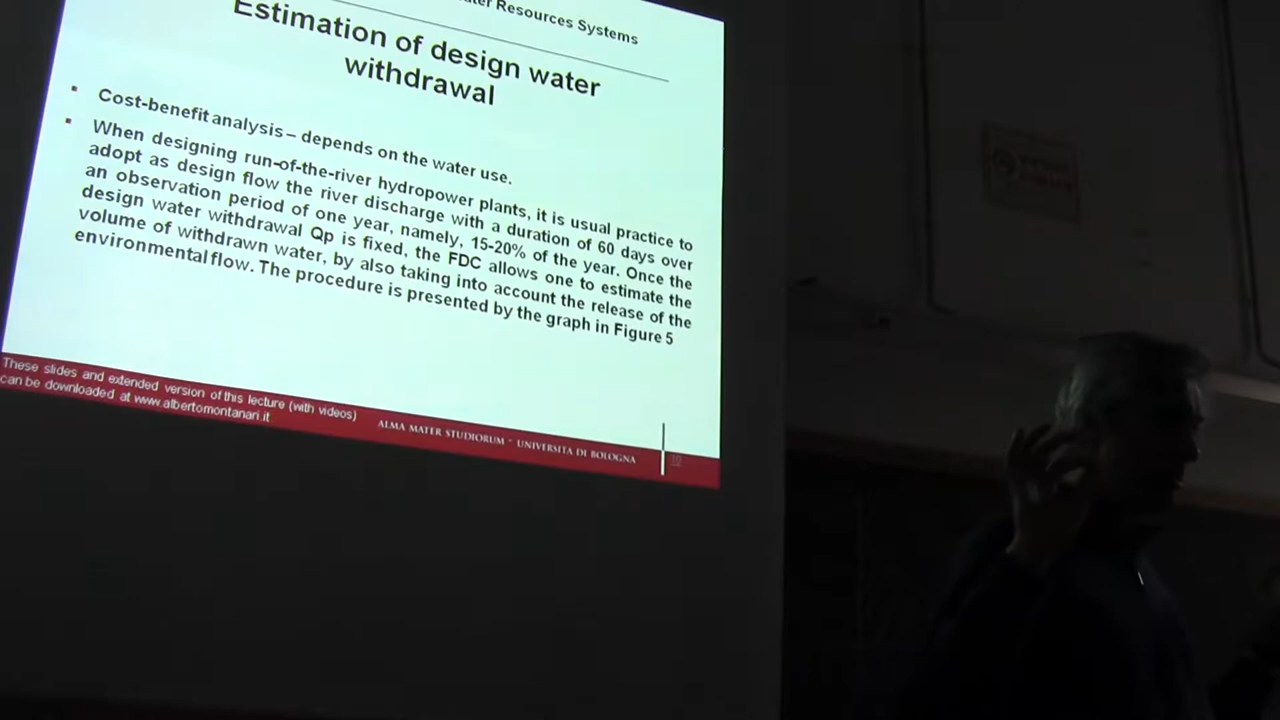 Resources Systems
Estimation of design water
withdrawal
▪ Cost-benefit analysis – depends on the water use.
▪ When designing run-of-the-river hydropower plants, it is usual practice to
adopt as design flow the river discharge with a duration of 60 days over
an observation period of one year, namely, 15-20% of the year. Once the
design water withdrawal Qp is fixed, the FDC allows one to estimate the
volume of withdrawn water, by also taking into account the release of the
environmental flow. The procedure is presented by the graph in Figure 5
These slides and extended version of this lecture (with videos)
can be downloaded at www.albertomontanari.it
ALMA MATER STUDIORUM ~ UNIVERSITÀ DI BOLOGNA
10